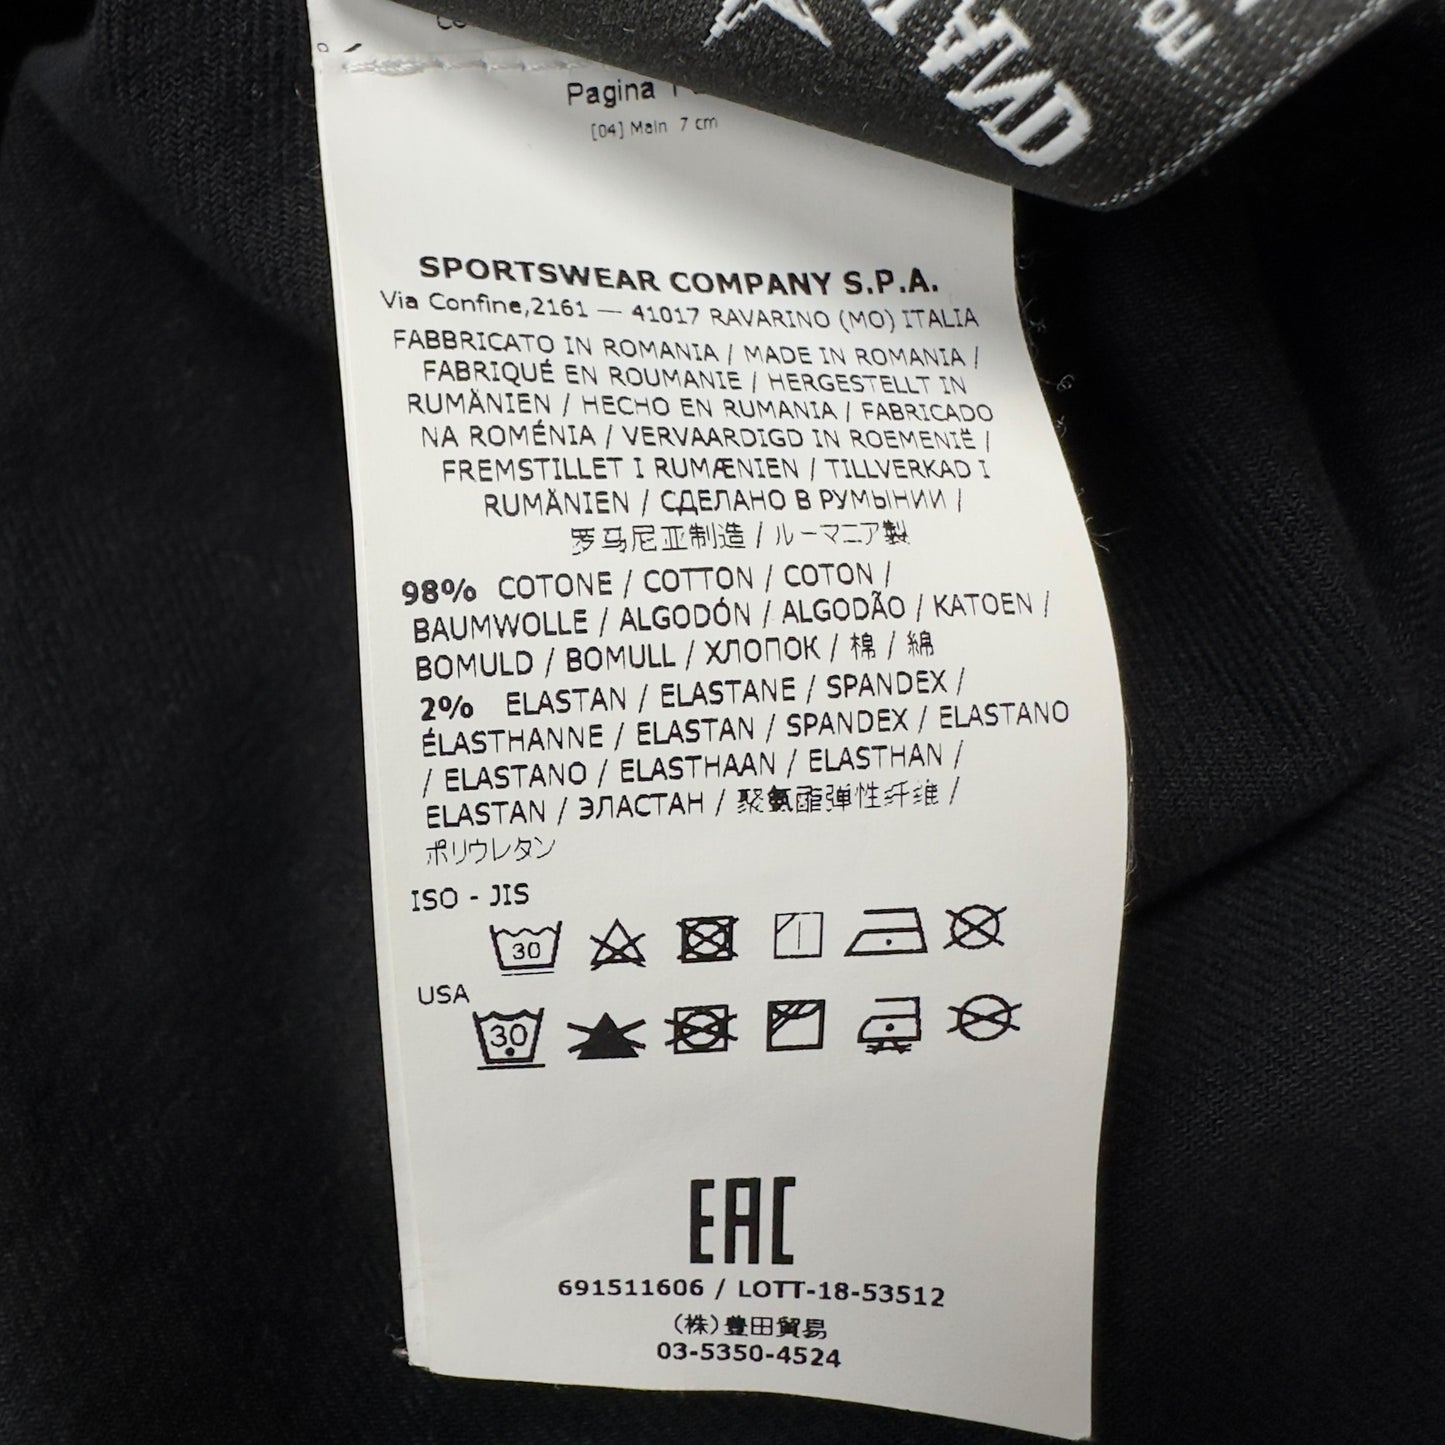 Pagina
[04] Main 7 cm
SPORTSWEAR COMPANY S.P.A.
Via Confine,2161 — 41017 RAVARINO (MO) ITALIA
FABBRICATO IN ROMANIA / MADE IN ROMANIA /
FABRIQUÉ EN ROUMANIE / HERGESTELLT IN
RUMÄNIEN / HECHO EN RUMANIA / FABRICADO
NA ROMÉNIA / VERVAARDIGD IN ROEMENIË /
FREMSTILLET I RUMÆNIEN / TILLVERKAD I
RUMÄNIEN / СДЕЛАНО В РУМЫНИИ /
罗马尼亚制造 / ルーマニア製
98% COTONE / COTTON / COTON /
BAUMWOLLE / ALGODÓN / ALGODÃO / KATOEN /
BOMULD / BOMULL / ХЛОПОК / 棉 / 綿
2% ELASTAN / ELASTANE / SPANDEX /
ÉLASTHANNE / ELASTAN / SPANDEX / ELASTANO
/ ELASTANO / ELASTHAAN / ELASTHAN /
ELASTAN / ЭЛАСТАН / 聚氨酯弹性纤维 /
ポリウレタン
ISO - JIS
30
USA
30
EAC
691511606 / LOTT-18-53512
(株)豊田貿易
03-5350-4524